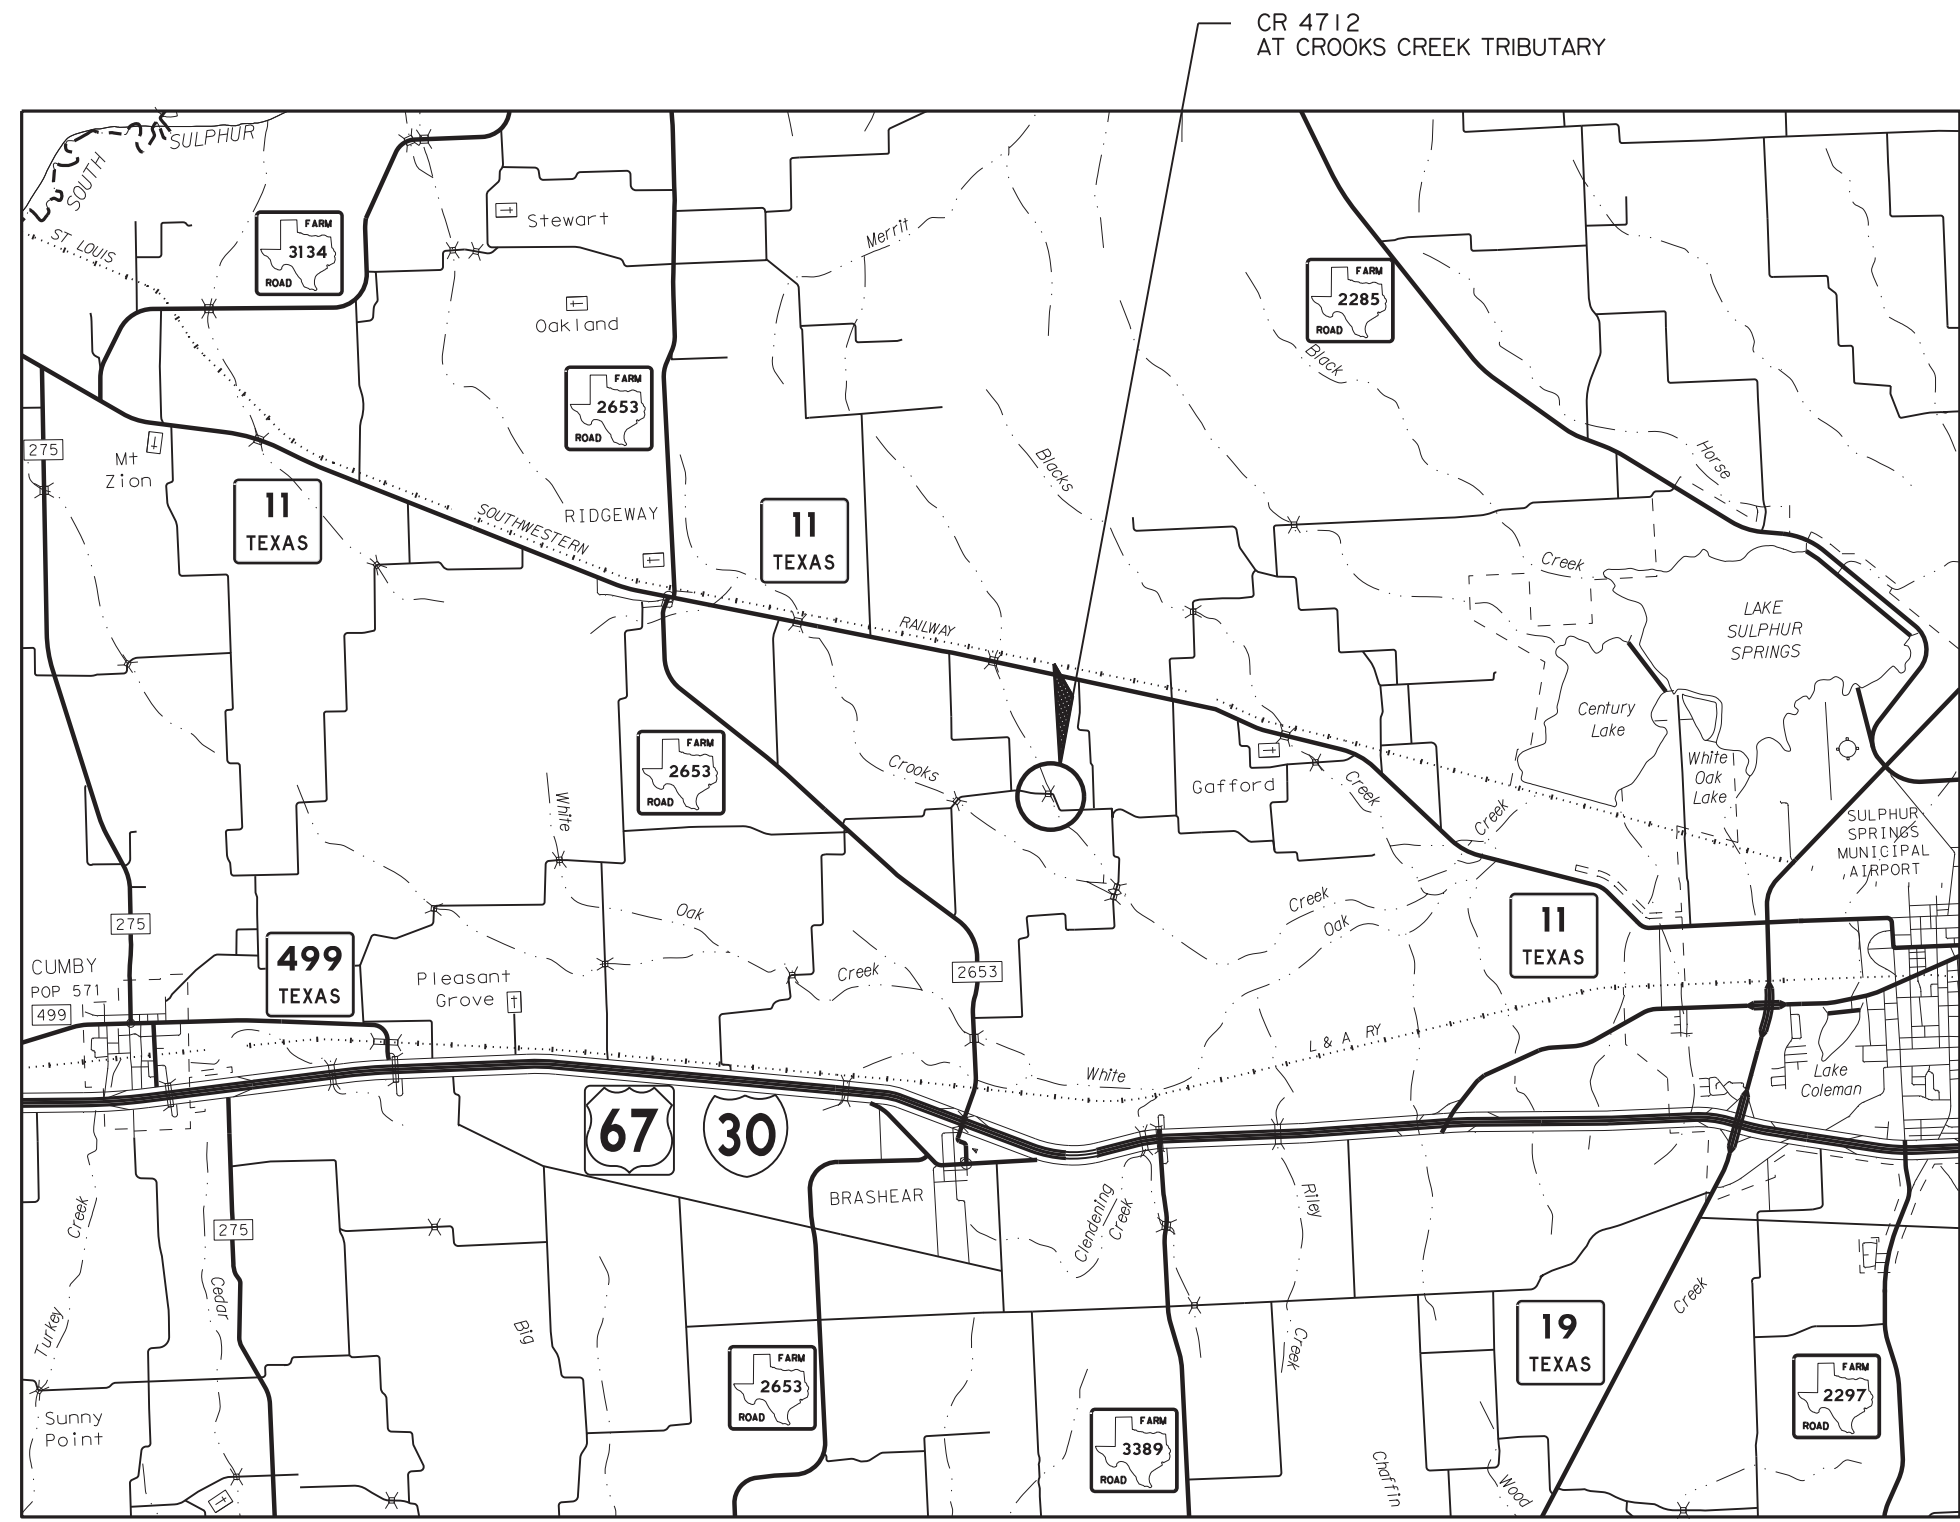 CR 4712
AT CROOKS CREEK TRIBUTARY
SOUTH
SULPHUR
ST LOUIS
FARM
3134
ROAD
Stewart
Merrit
FARM
2285
ROAD
Oakland
Black
FARM
2653
ROAD
275
Mt
Zion
11
TEXAS
SOUTHWESTERN
RIDGEWAY
11
TEXAS
Blacks
Horse
Creek
RAILWAY
LAKE
SULPHUR
SPRINGS
Century
Lake
FARM
2653
ROAD
Crooks
Gafford
Creek
Creek
White
Oak
Lake
White
SULPHUR
SPRINGS
MUNICIPAL
AIRPORT
275
Oak
Creek
Oak
11
TEXAS
CUMBY
POP 571
499
499
TEXAS
Pleasant
Grove
Creek
2653
L & A RY
White
Lake
Coleman
67
30
BRASHEAR
Clendening
Creek
Riley
Creek
275
Turkey
Cedar
Big
Creek
Creek
19
TEXAS
FARM
2653
ROAD
FARM
2297
ROAD
Sunny
Point
FARM
3389
ROAD
Chaffin
Wood